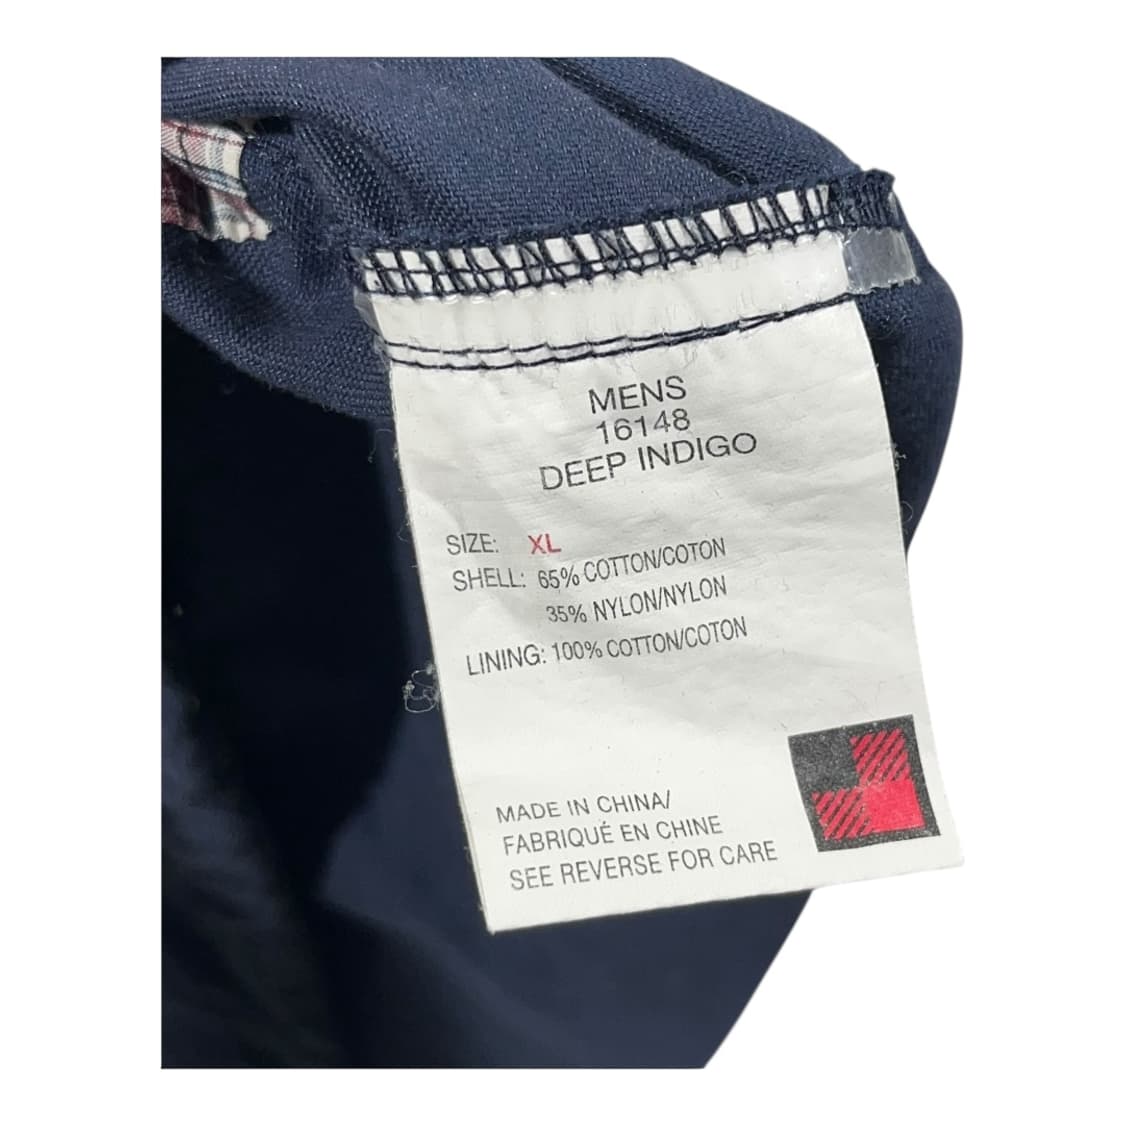 MENS
16148
DEEP INDIGO
SIZE: XL
SHELL: 65% COTTON/COTON
35% NYLON/NYLON
LINING: 100% COTTON/COTON
MADE IN CHINA/
FABRIQUÉ EN CHINE
SEE REVERSE FOR CARE